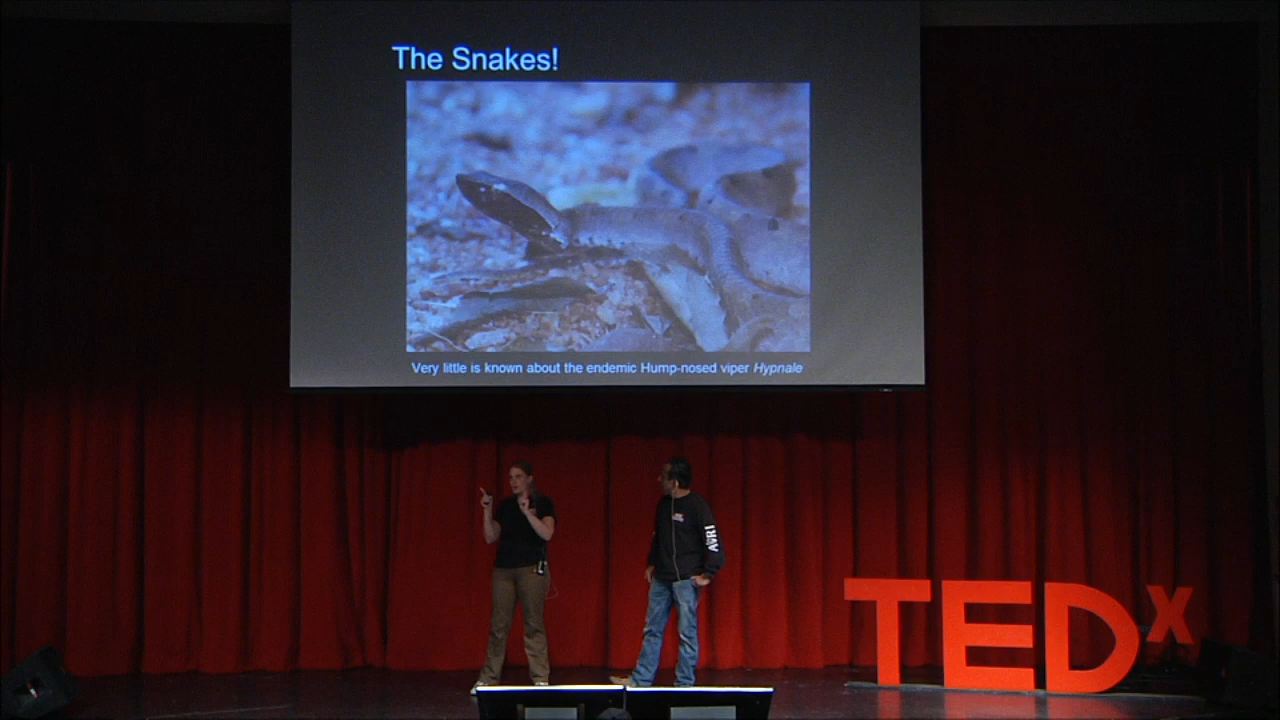 The Snakes!
Very little is known about the endemic Hump-nosed viper Hypnale
TEDx